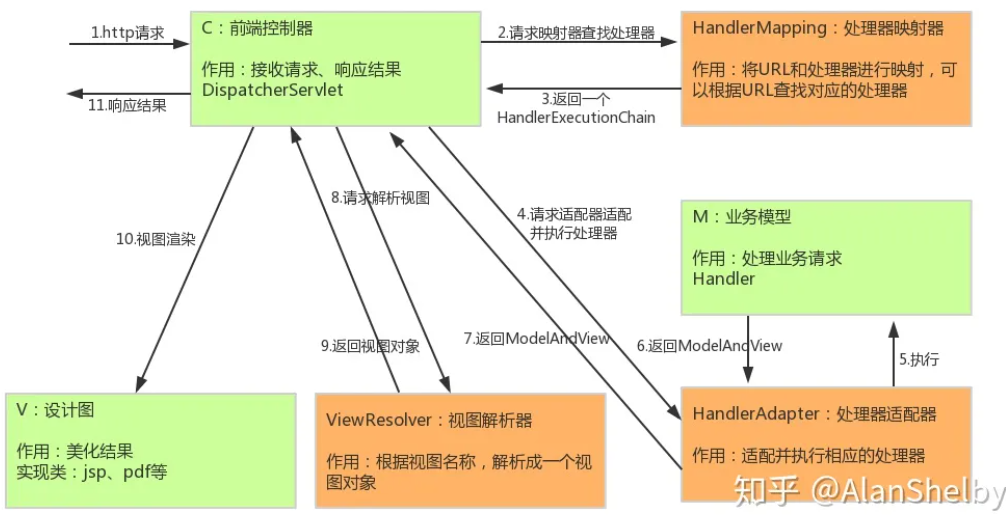 1.http请求
11.响应结果
C：前端控制器
作用：接收请求、响应结果
DispatcherServlet
2.请求映射器查找处理器
3.返回一个
HandlerExecutionChain
HandlerMapping：处理器映射器
作用：将URL和处理器进行映射，可
以根据URL查找对应的处理器
8.请求解析视图
4.请求适配器适配
并执行处理器
10.视图渲染
M：业务模型
作用：处理业务请求
Handler
9.返回视图对象
7.返回ModelAndView
6.返回ModelAndView
5.执行
V：设计图
作用：美化结果
实现类：jsp、pdf等
ViewResolver：视图解析器
作用：根据视图名称，解析成一个视
图对象
HandlerAdapter：处理器适配器
作用：适配并执行相应的处理器
知乎 @AlanShelby